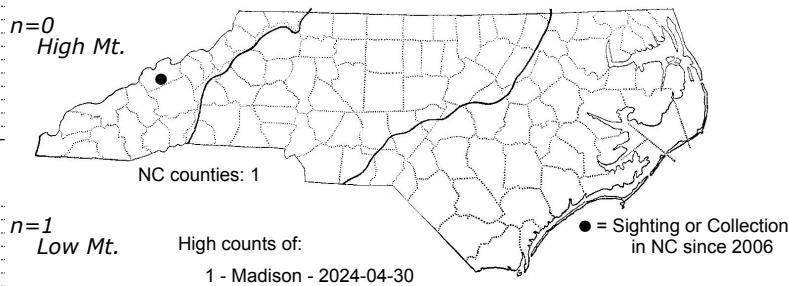 n=0
High Mt.
NC counties: 1
n=1
Low Mt.
High counts of:
1 - Madison - 2024-04-30
● = Sighting or Collection
in NC since 2006